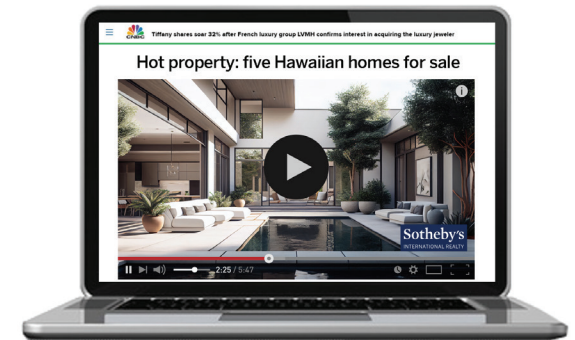 CNBC
Tiffany shares soar 32% after French luxury group LVMH confirms interest in acquiring the luxury jeweler
Hot property: five Hawaiian homes for sale
i
Sotheby's
INTERNATIONAL REALTY
2:25 / 5:47